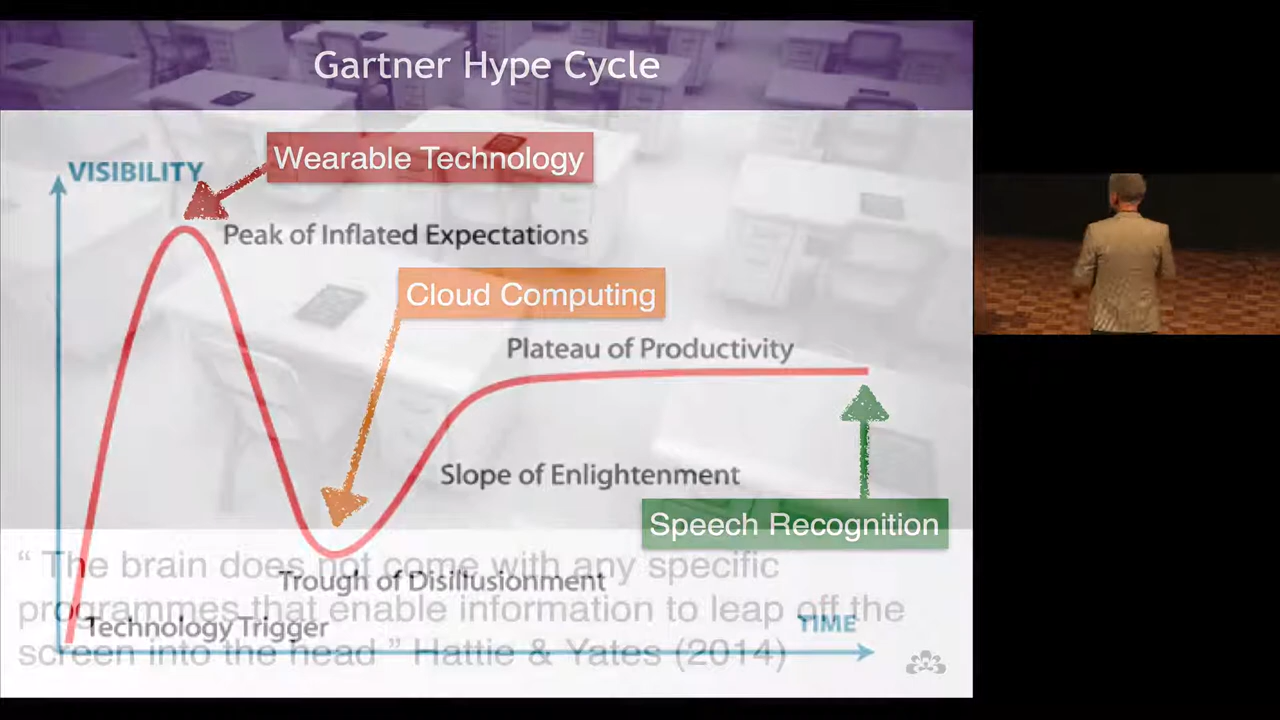 Gartner Hype Cycle
Wearable Technology
VISIBILITY
Peak of Inflated Expectations
Cloud Computing
Plateau of Productivity
Slope of Enlightenment
Speech Recognition
Trough of Disillusionment
Technology Trigger
TIME
“ The brain does not come with any specific
programmes that enable information to leap off the
screen into the head ” Hattie & Yates (2014)